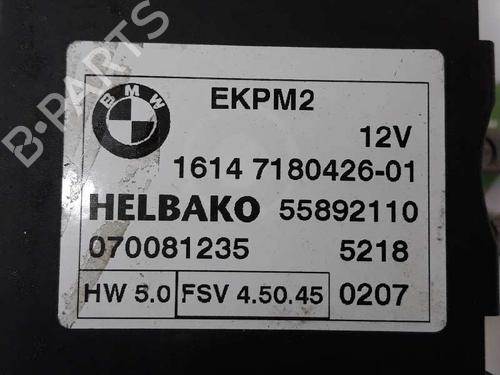 BMW
EKPM2
12V
1614 7180426-01
HELBAKO 55892110
070081235 5218
HW 5.0 FSV 4.50.45 0207
B-PARTS